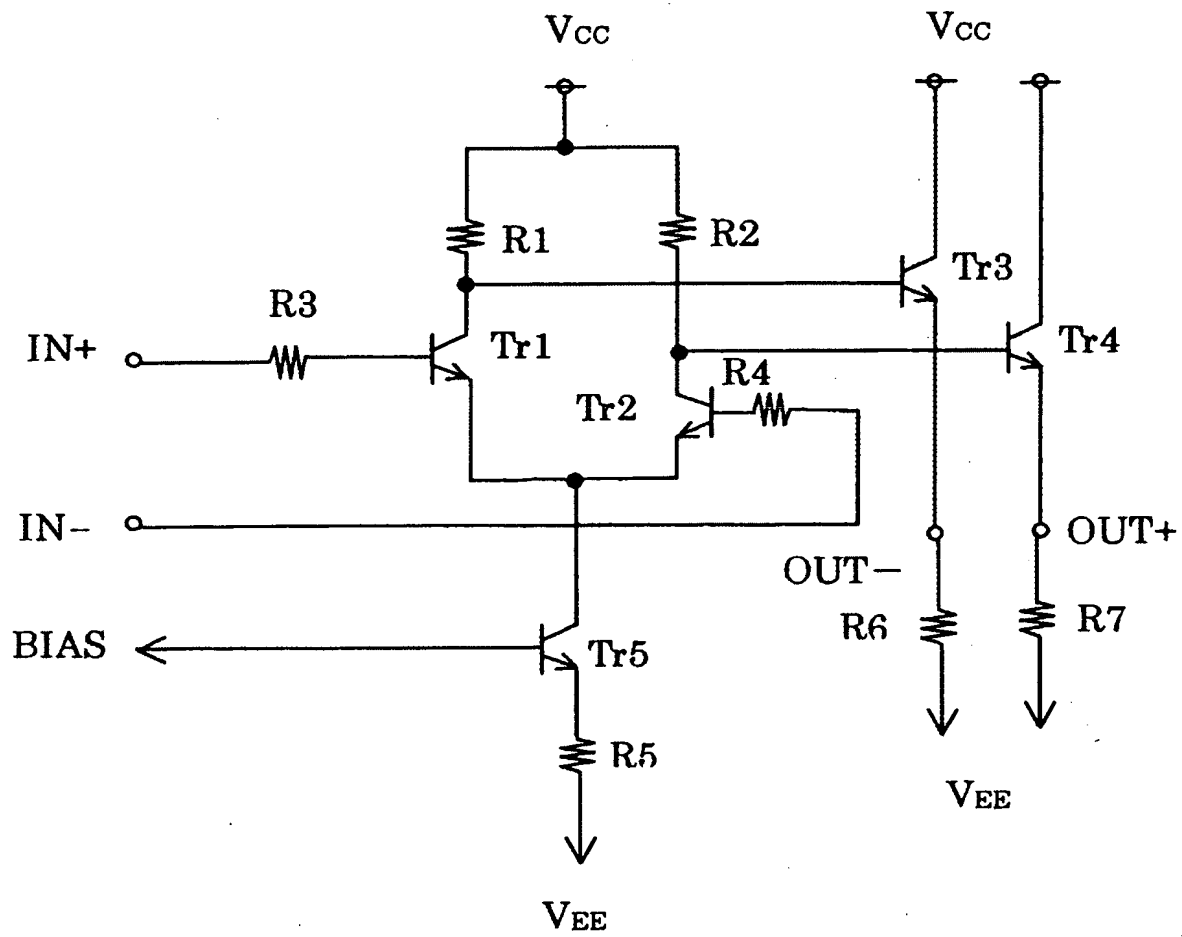 VCC
VCC
R1
R2
Tr3
R3
IN+
Tr1
Tr4
R4
Tr2
IN-
OUT+
OUT-
R6
R7
BIAS
Tr5
R5
VEE
VEE